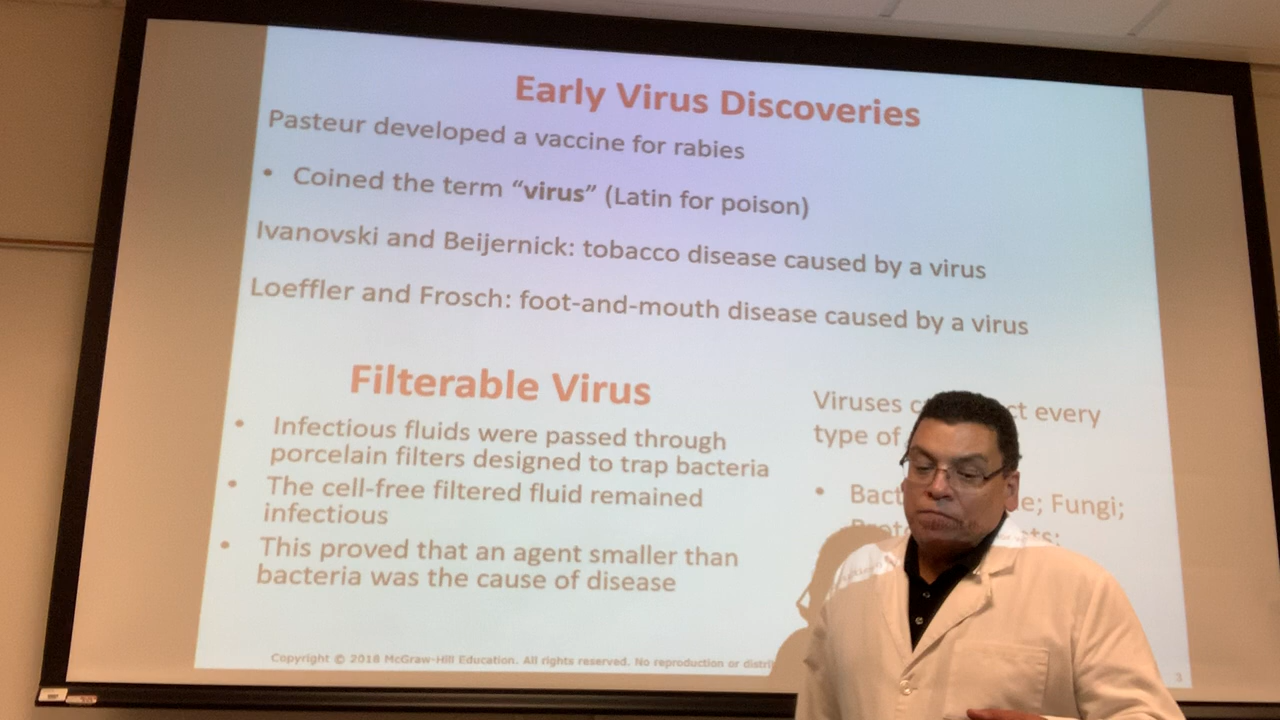 Early Virus Discoveries
Pasteur developed a vaccine for rabies
• Coined the term “virus” (Latin for poison)
Ivanovski and Beijernick: tobacco disease caused by a virus
Loeffler and Frosch: foot-and-mouth disease caused by a virus
Filterable Virus
• Infectious fluids were passed through
porcelain filters designed to trap bacteria
• The cell-free filtered fluid remained
infectious
• This proved that an agent smaller than
bacteria was the cause of disease
Viruses every
type of
• Fungi;
Copyright © 2018 McGraw-Hill Education. All rights reserved. No reproduction or
3